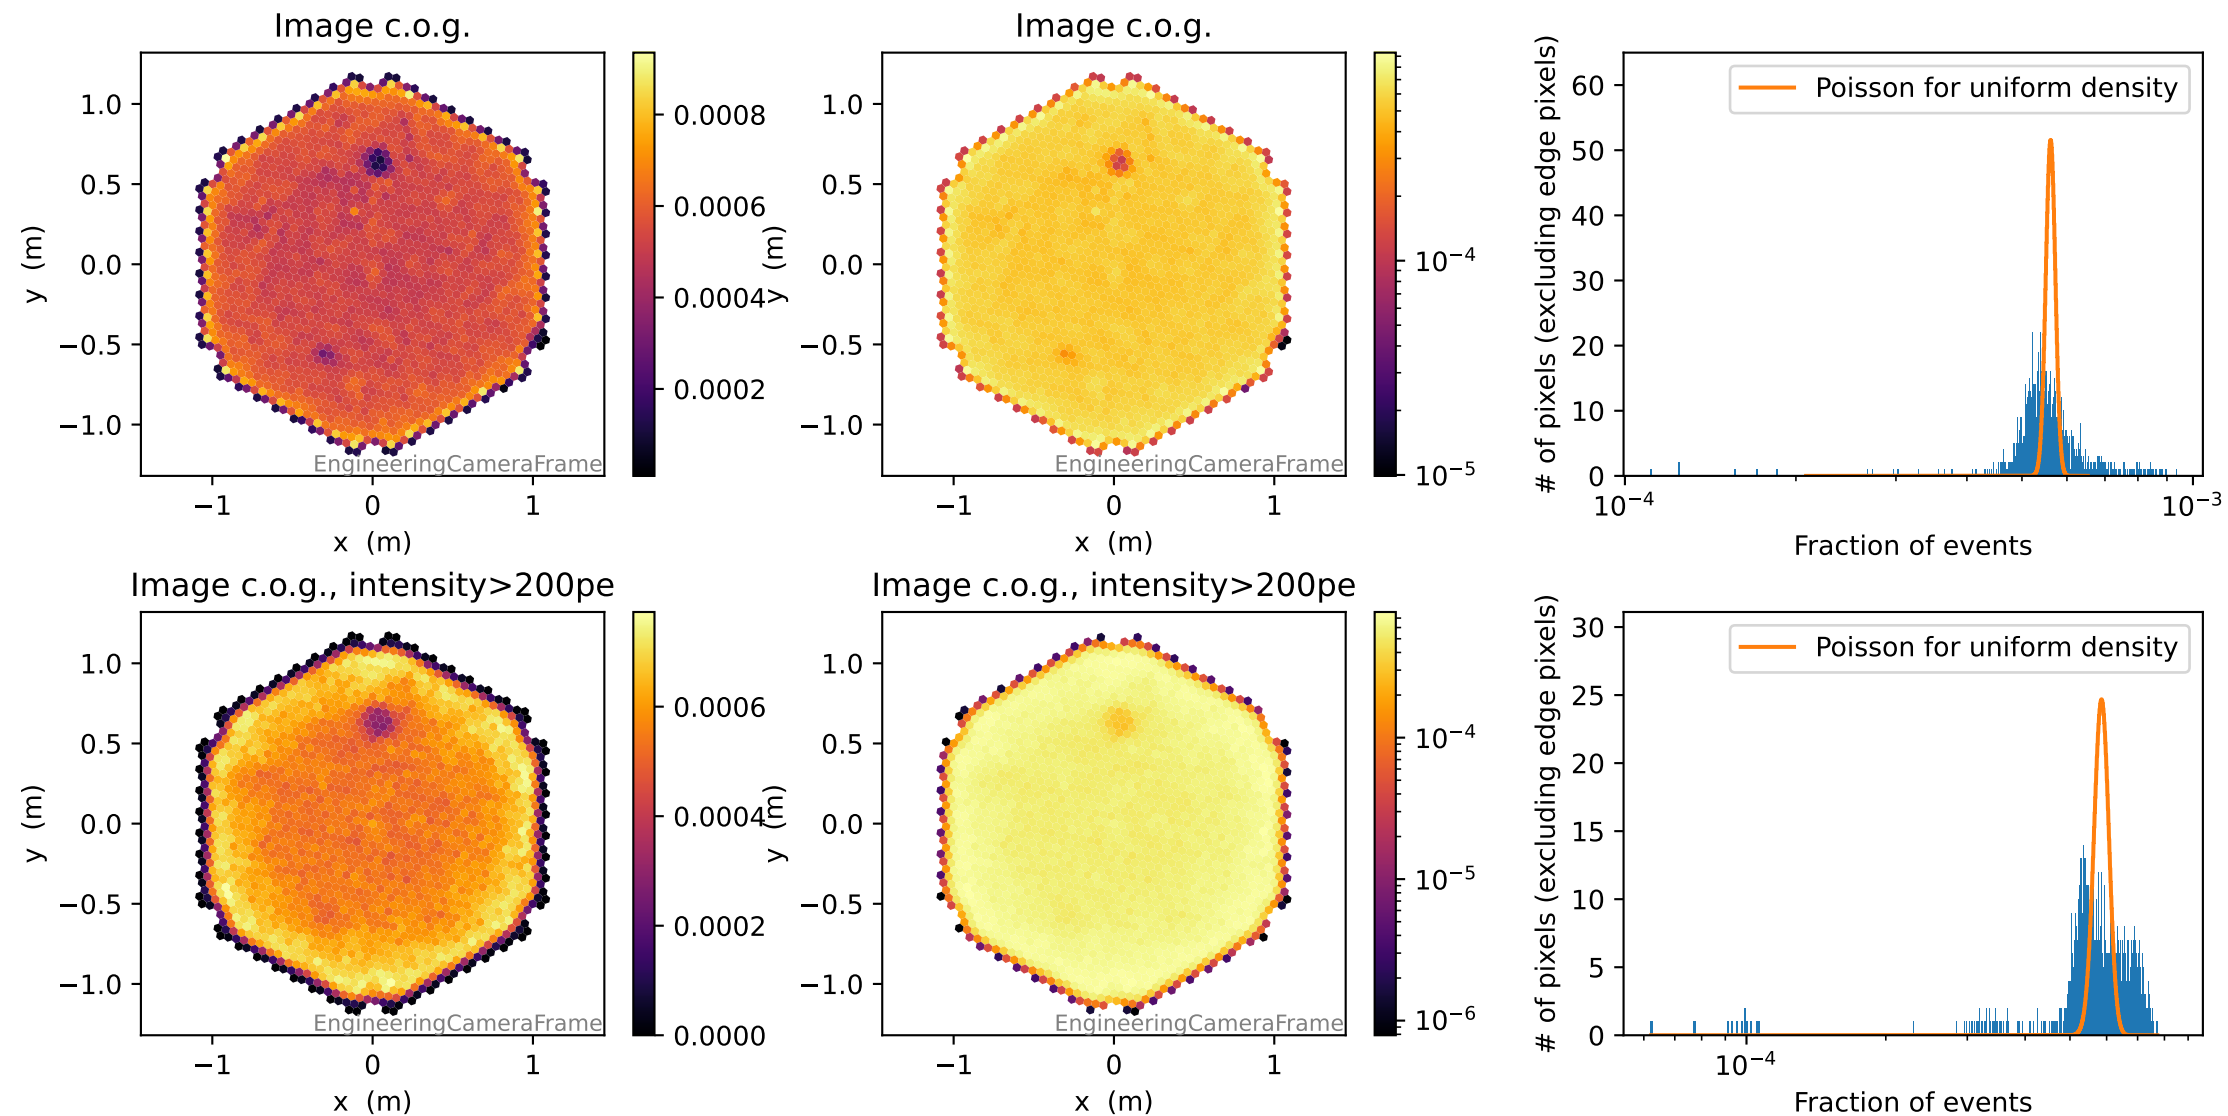 Image c.o.g.
y (m)
1.0
0.5
0.0
−0.5
−1.0
−1
0
1
x (m)
EngineeringCameraFrame
0.0008
0.0006
0.0004
0.0002
Image c.o.g.
y (m)
1.0
0.5
0.0
−0.5
−1.0
−1
0
1
x (m)
EngineeringCameraFrame
10⁻⁴
10⁻⁵
# of pixels (excluding edge pixels)
60
50
40
30
20
10
0
Poisson for uniform density
10⁻⁴
10⁻³
Fraction of events
Image c.o.g., intensity>200pe
y (m)
1.0
0.5
0.0
−0.5
−1.0
−1
0
1
x (m)
EngineeringCameraFrame
0.0006
0.0004
0.0002
0.0000
Image c.o.g., intensity>200pe
y (m)
1.0
0.5
0.0
−0.5
−1.0
−1
0
1
x (m)
EngineeringCameraFrame
10⁻⁴
10⁻⁵
10⁻⁶
# of pixels (excluding edge pixels)
30
25
20
15
10
5
0
Poisson for uniform density
10⁻⁴
Fraction of events